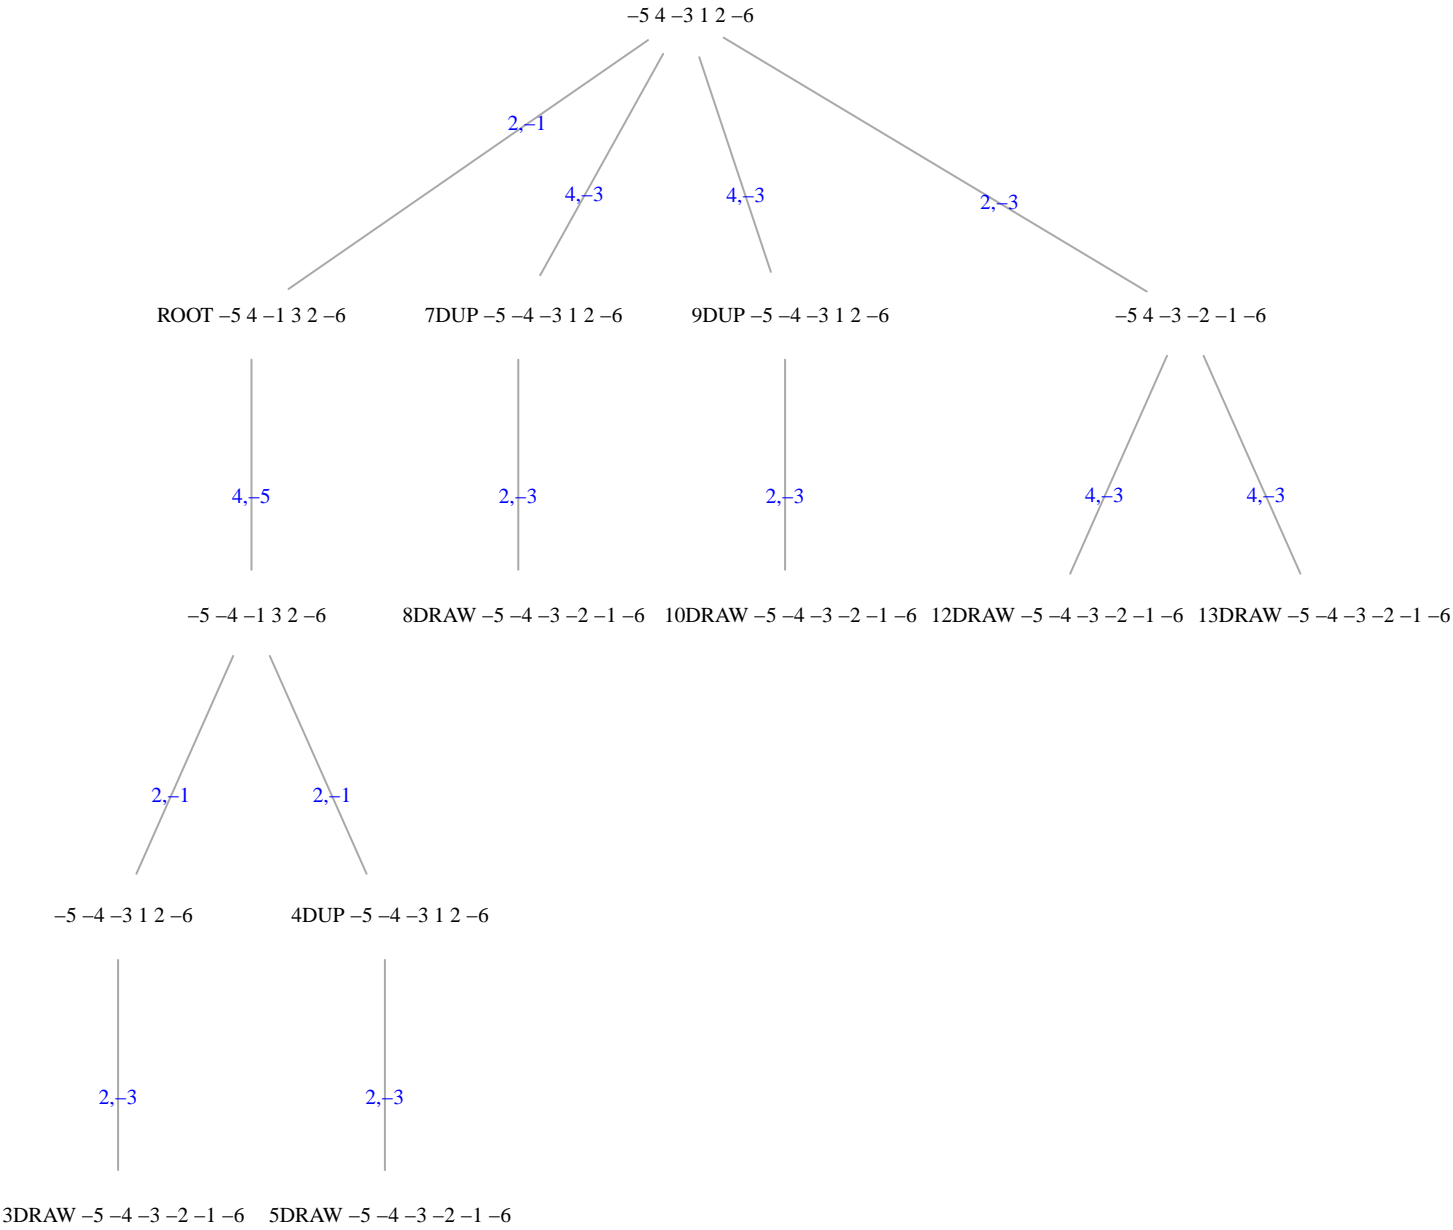 –5 4 –3 1 2 –6
2,–1
4,–3
4,–3
2,–3
ROOT –5 4 –1 3 2 –6
7DUP –5 –4 –3 1 2 –6
9DUP –5 –4 –3 1 2 –6
–5 4 –3 –2 –1 –6
4,–5
2,–3
2,–3
4,–3
4,–3
–5 –4 –1 3 2 –6
8DRAW –5 –4 –3 –2 –1 –6
10DRAW –5 –4 –3 –2 –1 –6
12DRAW –5 –4 –3 –2 –1 –6
13DRAW –5 –4 –3 –2 –1 –6
2,–1
2,–1
–5 –4 –3 1 2 –6
4DUP –5 –4 –3 1 2 –6
2,–3
2,–3
3DRAW –5 –4 –3 –2 –1 –6
5DRAW –5 –4 –3 –2 –1 –6